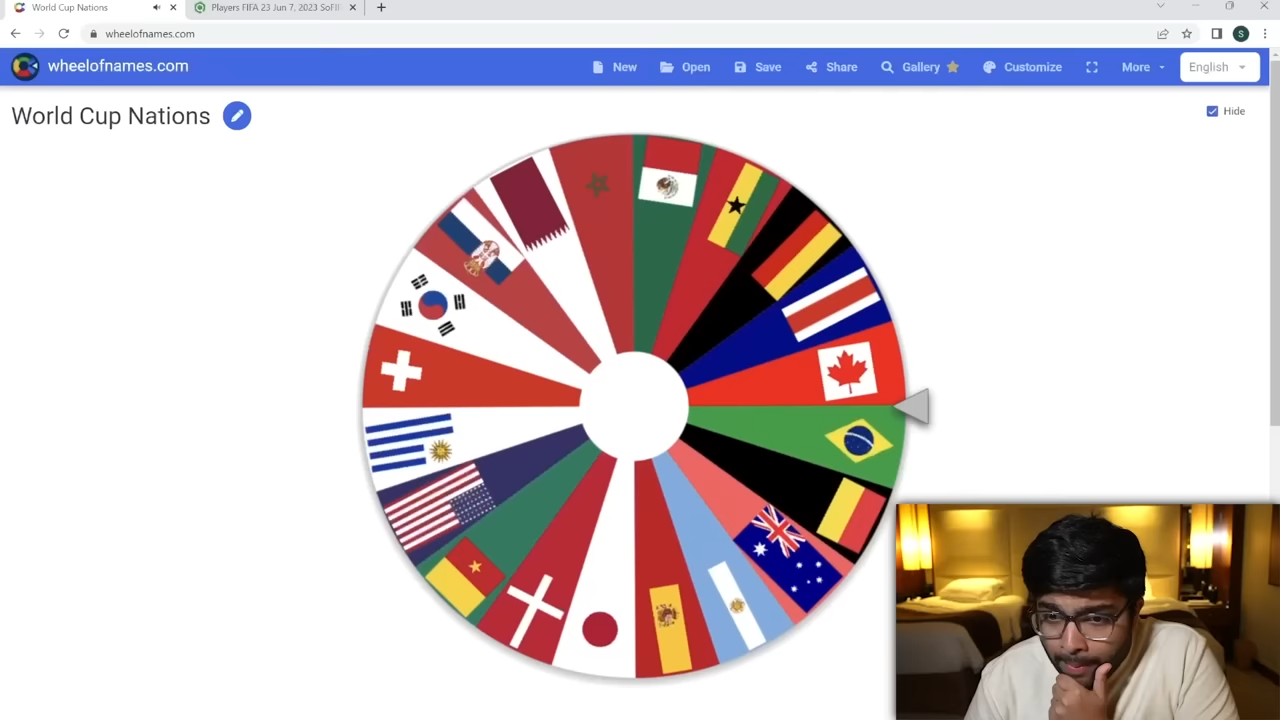 World Cup Nations
Players FIFA 23 Jun 7, 2023 SoFIF
wheelofnames.com
S
wheelofnames.com
New
Open
Save
Share
Gallery
Customize
More
English
World Cup Nations
Hide